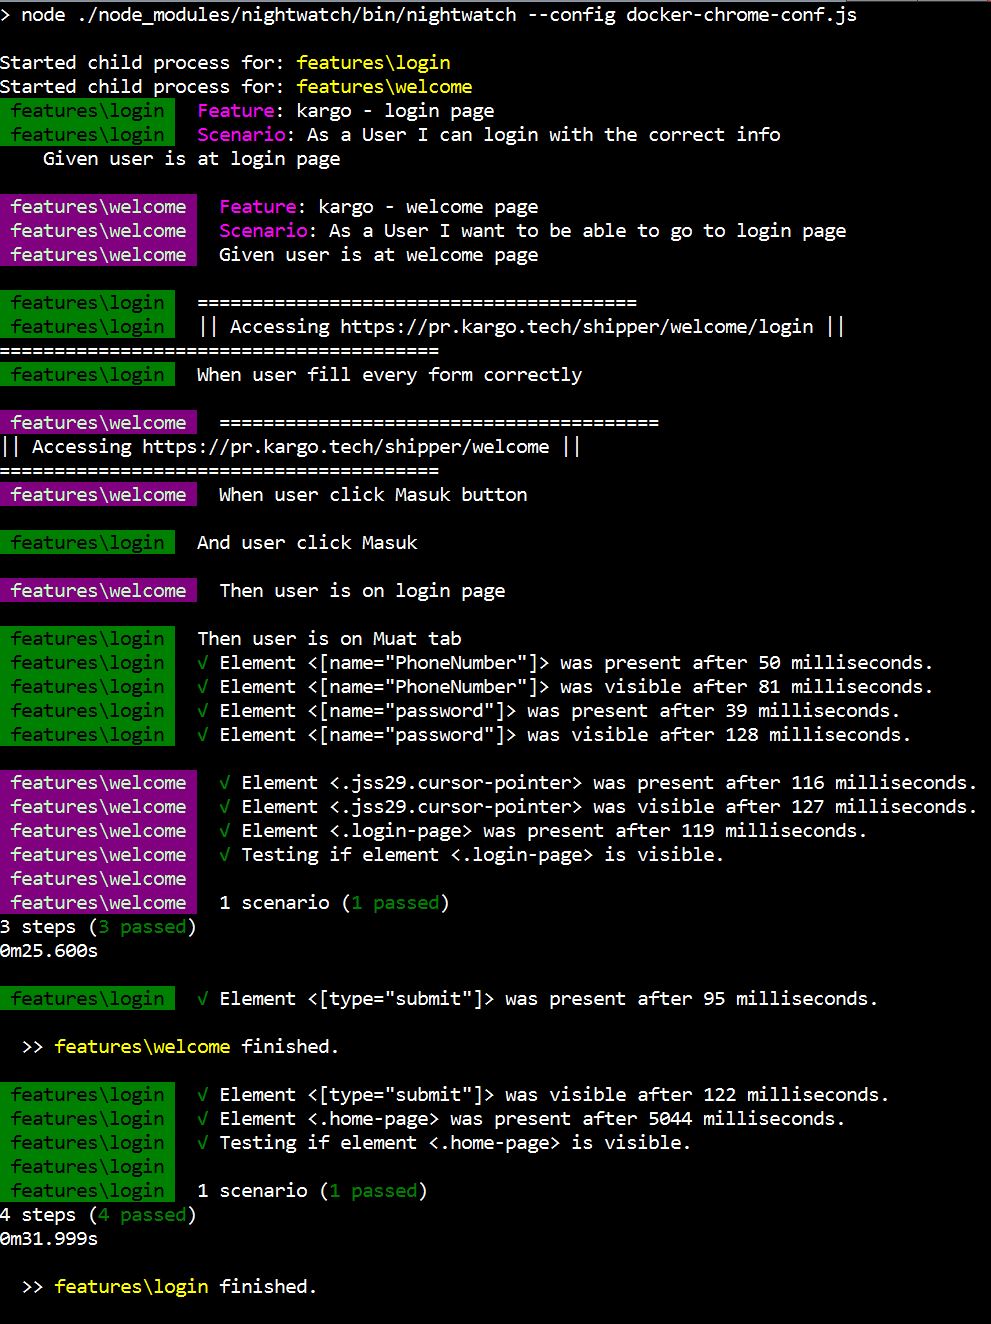 > node ./node_modules/nightwatch/bin/nightwatch --config docker-chrome-conf.js
Started child process for: features\login
Started child process for: features\welcome
features\login Feature: kargo - login page
features\login Scenario: As a User I can login with the correct info
Given user is at login page
features\welcome Feature: kargo - welcome page
features\welcome Scenario: As a User I want to be able to go to login page
features\welcome Given user is at welcome page
features\login ========================================
features\login || Accessing https://pr.kargo.tech/shipper/welcome/login ||
========================================
features\login When user fill every form correctly
features\welcome ========================================
|| Accessing https://pr.kargo.tech/shipper/welcome ||
========================================
features\welcome When user click Masuk button
features\login And user click Masuk
features\welcome Then user is on login page
features\login Then user is on Muat tab
features\login √ Element <[name="PhoneNumber"]> was present after 50 milliseconds.
features\login √ Element <[name="PhoneNumber"]> was visible after 81 milliseconds.
features\login √ Element <[name="password"]> was present after 39 milliseconds.
features\login √ Element <[name="password"]> was visible after 128 milliseconds.
features\welcome √ Element <.jss29.cursor-pointer> was present after 116 milliseconds.
features\welcome √ Element <.jss29.cursor-pointer> was visible after 127 milliseconds.
features\welcome √ Element <.login-page> was present after 119 milliseconds.
features\welcome √ Testing if element <.login-page> is visible.
features\welcome
features\welcome 1 scenario (1 passed)
3 steps (3 passed)
0m25.600s
features\login √ Element <[type="submit"]> was present after 95 milliseconds.
>> features\welcome finished.
features\login √ Element <[type="submit"]> was visible after 122 milliseconds.
features\login √ Element <.home-page> was present after 5044 milliseconds.
features\login √ Testing if element <.home-page> is visible.
features\login
features\login 1 scenario (1 passed)
4 steps (4 passed)
0m31.999s
>> features\login finished.